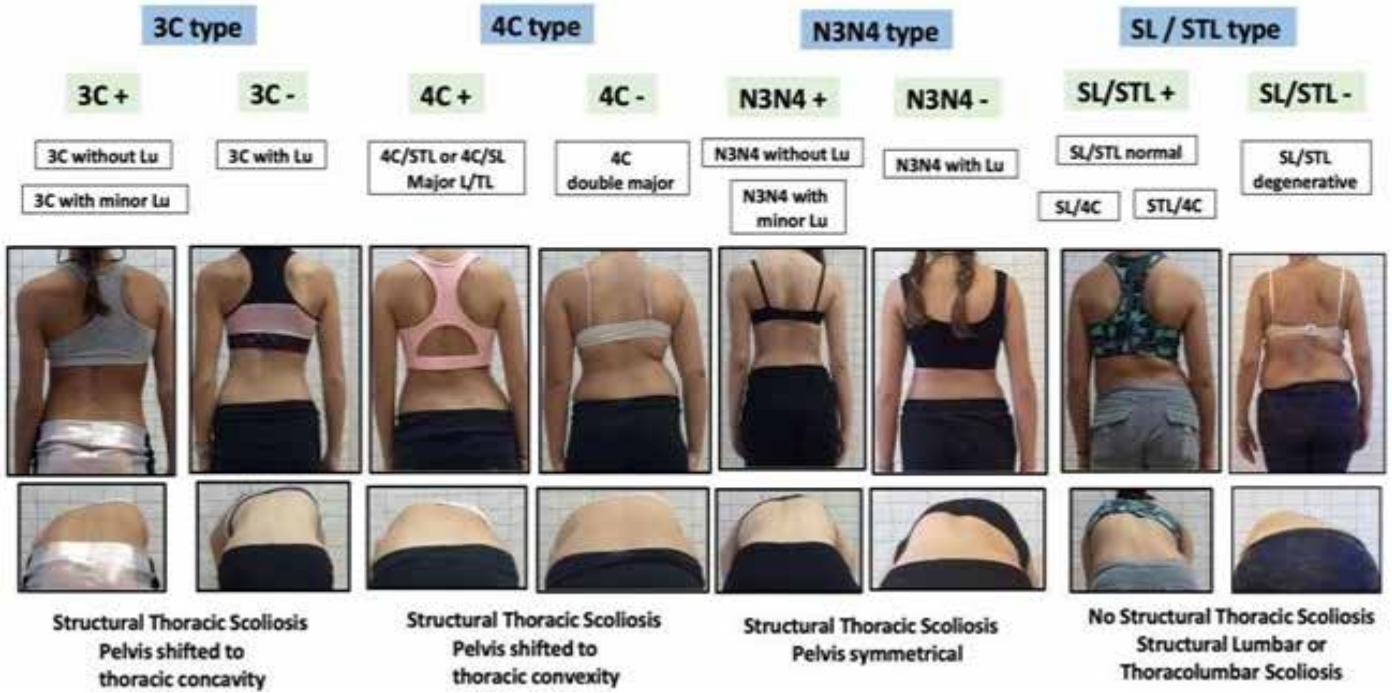 3C type
4C type
N3N4 type
SL / STL type
3C +
3C -
4C +
4C -
N3N4 +
N3N4 -
SL/STL +
SL/STL -
3C without Lu
3C with minor Lu
3C with Lu
4C/STL or 4C/SL
Major L/TL
4C
double major
N3N4 without Lu
N3N4 with
minor Lu
N3N4 with Lu
SL/STL normal
SL/4C
STL/4C
SL/STL
degenerative
Structural Thoracic Scoliosis
Pelvis shifted to
thoracic concavity
Structural Thoracic Scoliosis
Pelvis shifted to
thoracic convexity
Structural Thoracic Scoliosis
Pelvis symmetrical
No Structural Thoracic Scoliosis
Structural Lumbar or
Thoracolumbar Scoliosis